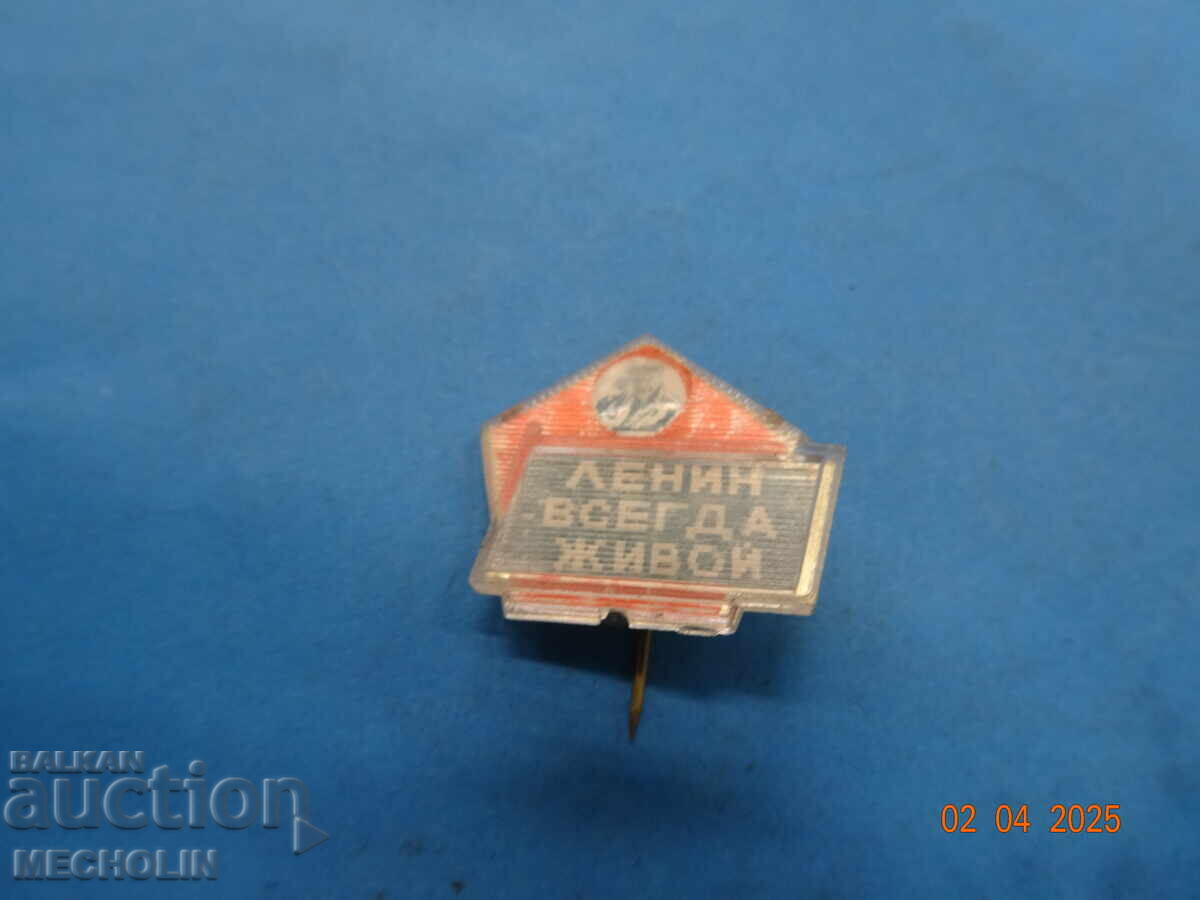 ЛЕНИН
ВСЕГДА
ЖИВОЙ
BALKAN
auction
MECHOLIN
02 04 2025